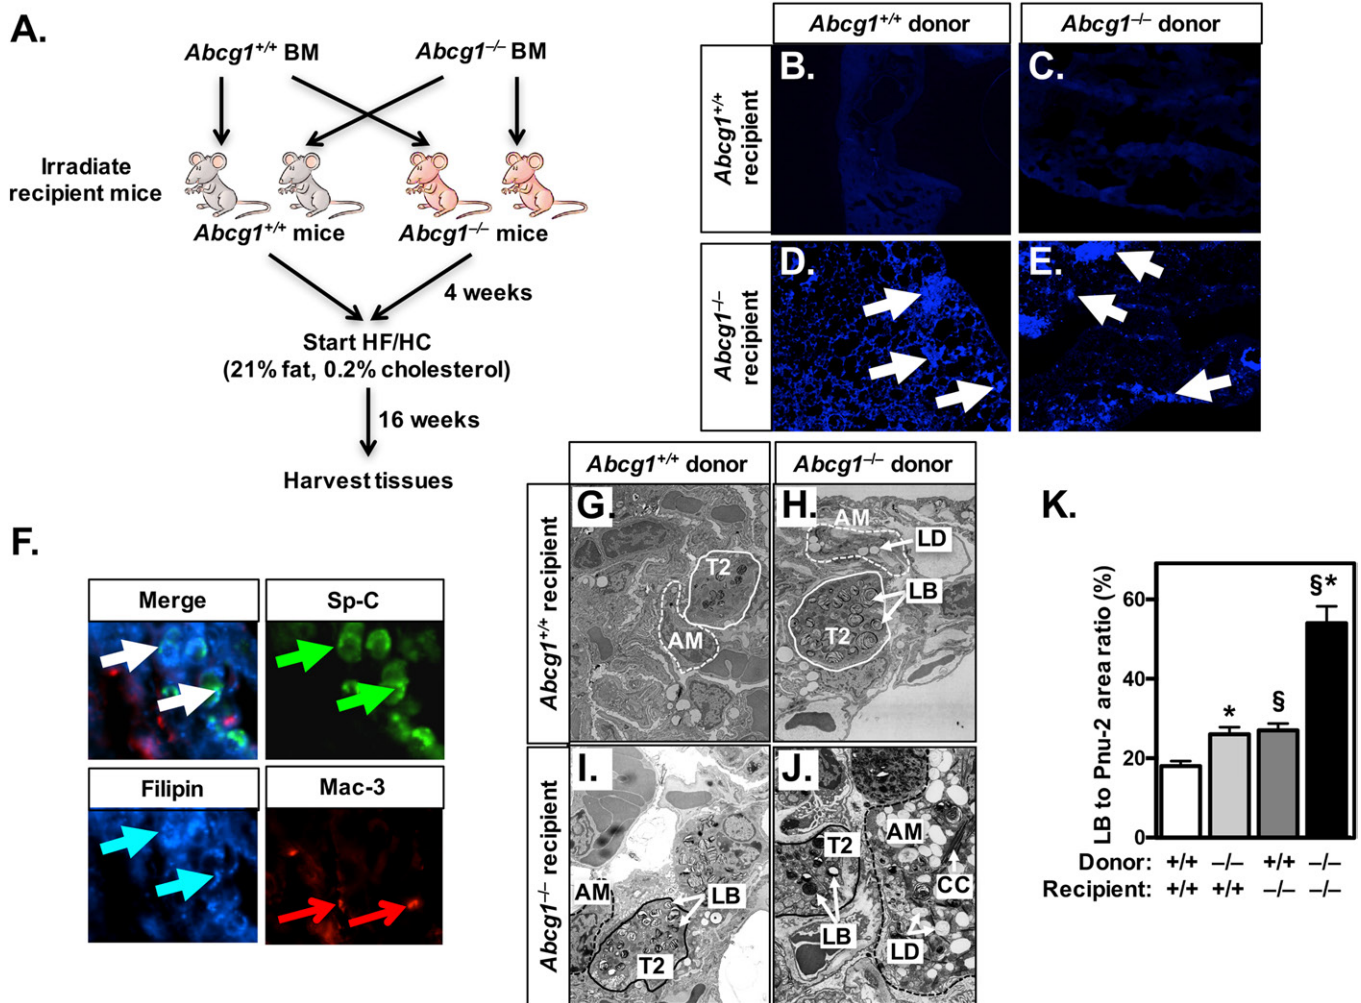 A.
Abcg1+/+ BM
Abcg1–/– BM
Irradiate
recipient mice
Abcg1+/+ mice
Abcg1–/– mice
4 weeks
Start HF/HC
(21% fat, 0.2% cholesterol)
16 weeks
Harvest tissues
Abcg1+/+ donor
Abcg1–/– donor
Abcg1+/+
recipient
Abcg1–/–
recipient
B.
C.
D.
E.
F.
Merge
Sp-C
Filipin
Mac-3
Abcg1+/+ donor
Abcg1–/– donor
Abcg1+/+ recipient
Abcg1–/– recipient
G.
T2
AM
H.
AM
LD
LB
T2
I.
AM
LB
T2
J.
AM
T2
CC
LB
LD
K.
LB to Pnu-2 area ratio (%)
60
40
20
0
*
§
§*
Donor: +/+ –/– +/+ –/–
Recipient: +/+ +/+ –/– –/–